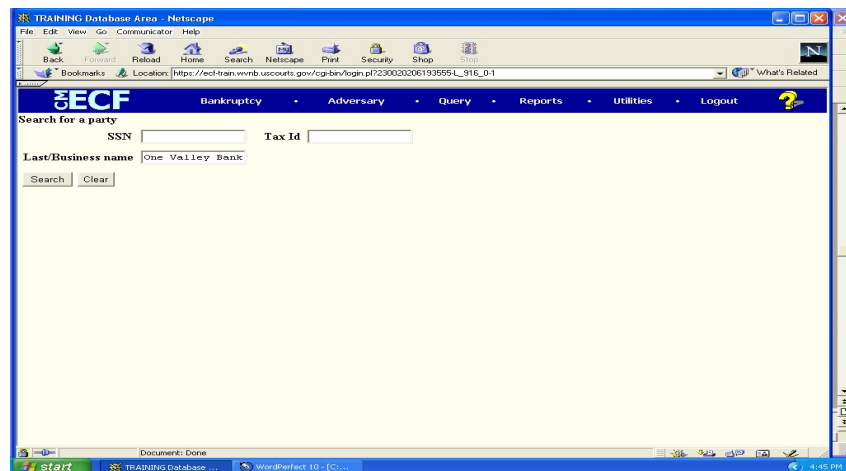 TRAINING Database Area - Netscape
File Edit View Go Communicator Help
Back Forward Reload Home Search Netscape Print Security Shop Stop
N
Bookmarks Location: https://ecf-train.wvnb.uscourts.gov/cgi-bin/login.pl?230020206193555-L_916_0-1 What's Related
CM ECF Bankruptcy • Adversary • Query • Reports • Utilities • Logout ?
Search for a party
SSN Tax Id
Last/Business name One Valley Bank
Search Clear
Document: Done
start TRAINING Database ... WordPerfect 10 - [C:... 4:45 PM